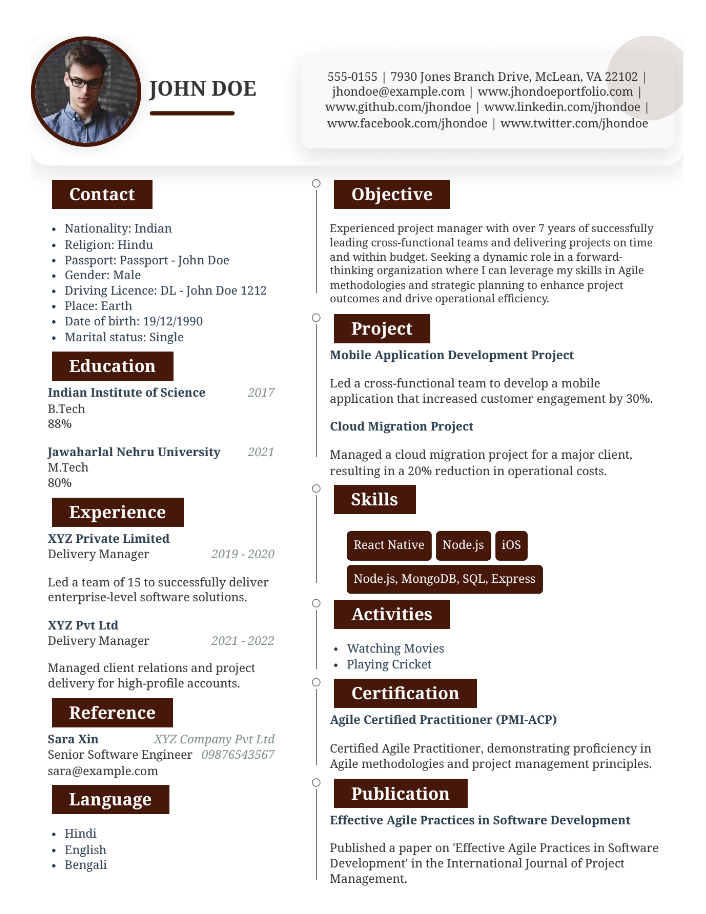 JOHN DOE
555-0155 | 7930 Jones Branch Drive, McLean, VA 22102 |
jhondoe@example.com | www.jhondoeportfolio.com |
www.github.com/jhondoe | www.linkedin.com/jhondoe |
www.facebook.com/jhondoe | www.twitter.com/jhondoe
Contact
• Nationality: Indian
• Religion: Hindu
• Passport: Passport - John Doe
• Gender: Male
• Driving Licence: DL - John Doe 1212
• Place: Earth
• Date of birth: 19/12/1990
• Marital status: Single
Education
Indian Institute of Science 2017
B.Tech
88%
Jawaharlal Nehru University 2021
M.Tech
80%
Experience
XYZ Private Limited
Delivery Manager 2019 - 2020
Led a team of 15 to successfully deliver
enterprise-level software solutions.
XYZ Pvt Ltd
Delivery Manager 2021 - 2022
Managed client relations and project
delivery for high-profile accounts.
Reference
Sara Xin XYZ Company Pvt Ltd
Senior Software Engineer 09876543567
sara@example.com
Language
• Hindi
• English
• Bengali
Objective
Experienced project manager with over 7 years of successfully
leading cross-functional teams and delivering projects on time
and within budget. Seeking a dynamic role in a forward-
thinking organization where I can leverage my skills in Agile
methodologies and strategic planning to enhance project
outcomes and drive operational efficiency.
Project
Mobile Application Development Project
Led a cross-functional team to develop a mobile
application that increased customer engagement by 30%.
Cloud Migration Project
Managed a cloud migration project for a major client,
resulting in a 20% reduction in operational costs.
Skills
React Native Node.js iOS
Node.js, MongoDB, SQL, Express
Activities
• Watching Movies
• Playing Cricket
Certification
Agile Certified Practitioner (PMI-ACP)
Certified Agile Practitioner, demonstrating proficiency in
Agile methodologies and project management principles.
Publication
Effective Agile Practices in Software Development
Published a paper on 'Effective Agile Practices in Software
Development' in the International Journal of Project
Management.